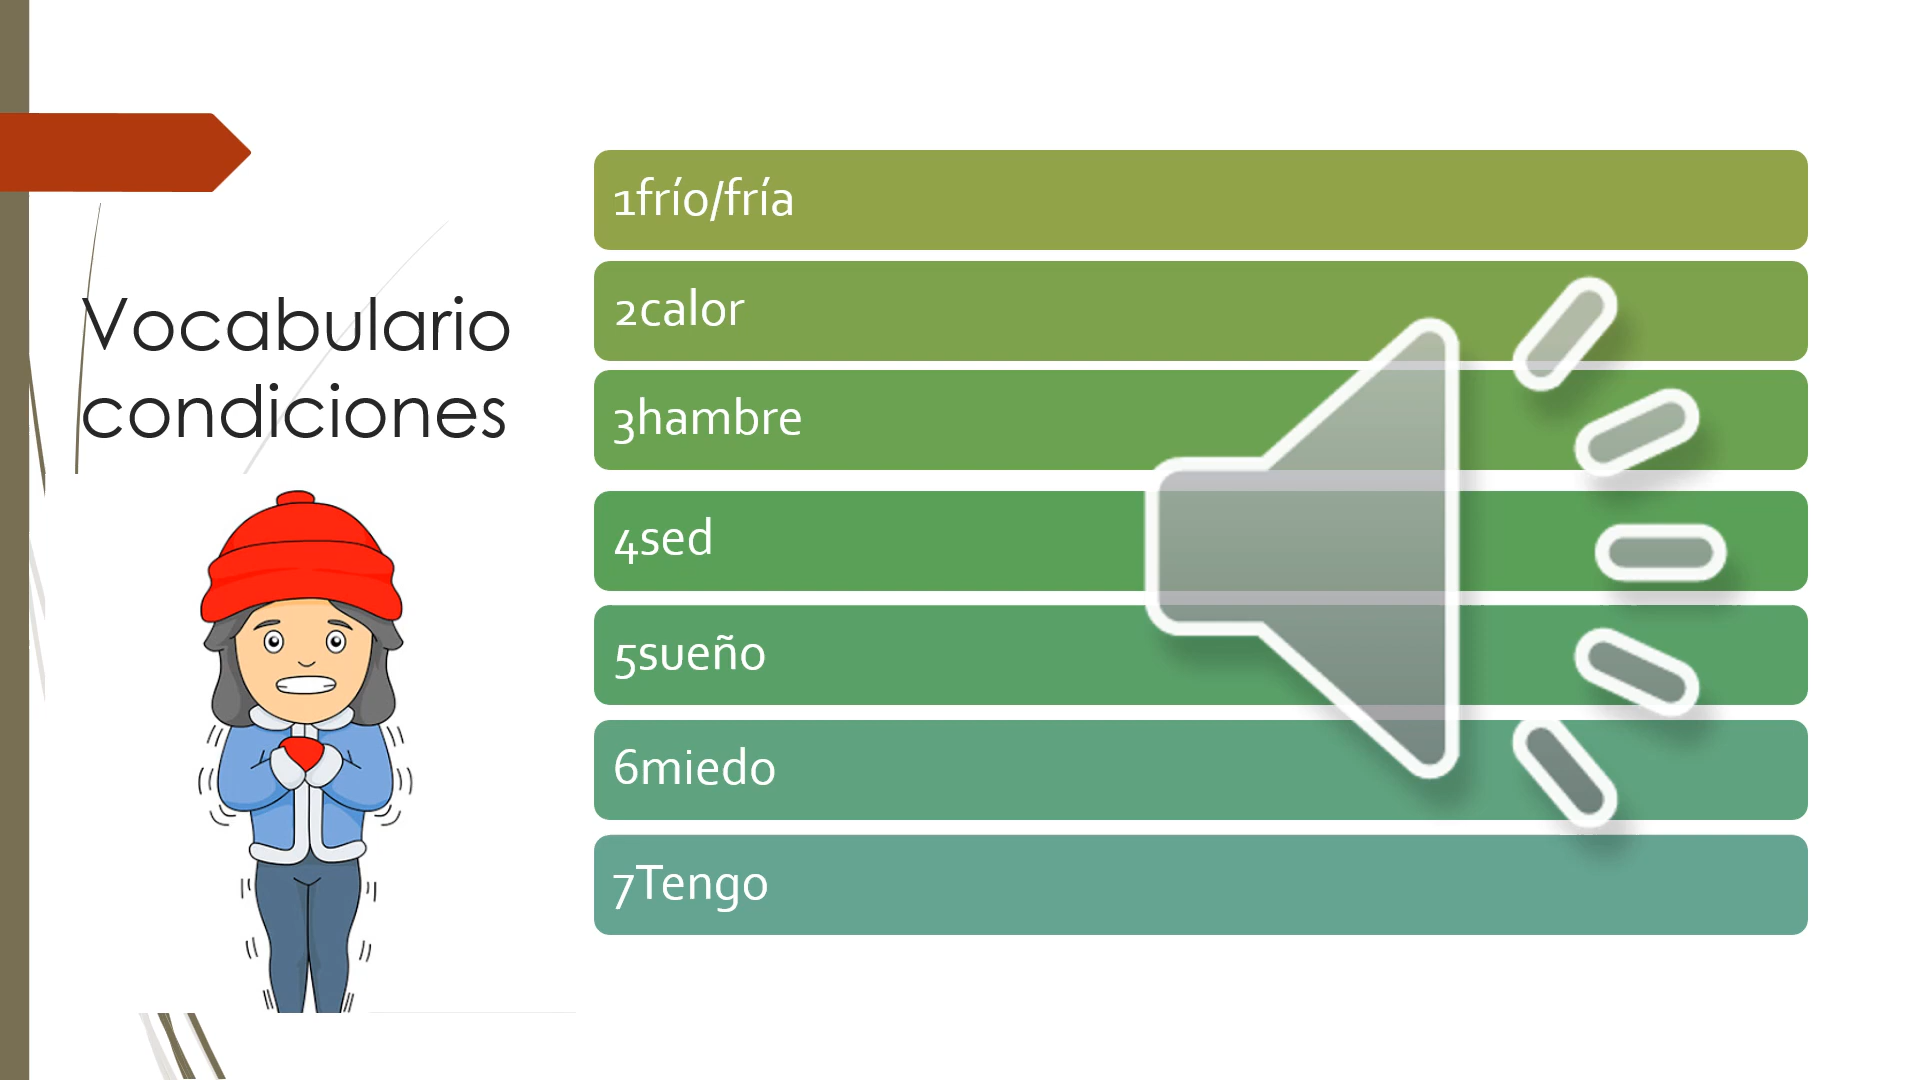 Vocabulario
condiciones
1frío/fría
2calor
3hambre
4sed
5sueño
6miedo
7Tengo